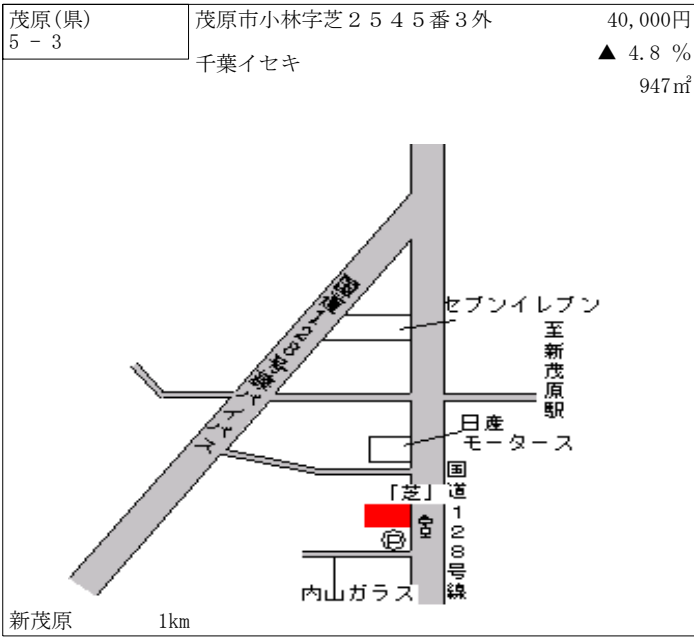 茂原(県)
5 - 3
茂原市小林字芝２５４５番３外
千葉イセキ
40,000円
▲ 4.8 %
947㎡
国道128号線バイパス
セブンイレブン
至新茂原駅
日産
モータース
国道128号線
「芝」
Ⓟ
内山ガラス
新茂原 1km